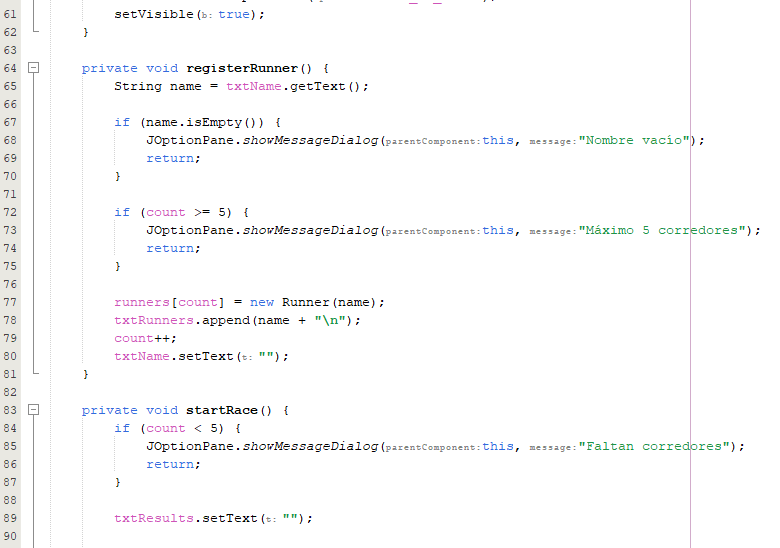 61 setVisible(b: true);
62 }
63
64 private void registerRunner() {
65 String name = txtName.getText();
66
67 if (name.isEmpty()) {
68 JOptionPane.showMessageDialog(parentComponent:this, message:"Nombre vacío");
69 return;
70 }
71
72 if (count >= 5) {
73 JOptionPane.showMessageDialog(parentComponent:this, message:"Máximo 5 corredores");
74 return;
75 }
76
77 runners[count] = new Runner(name);
78 txtRunners.append(name + "\n");
79 count++;
80 txtName.setText(t: "");
81 }
82
83 private void startRace() {
84 if (count < 5) {
85 JOptionPane.showMessageDialog(parentComponent:this, message:"Faltan corredores");
86 return;
87 }
88
89 txtResults.setText(t: "");
90